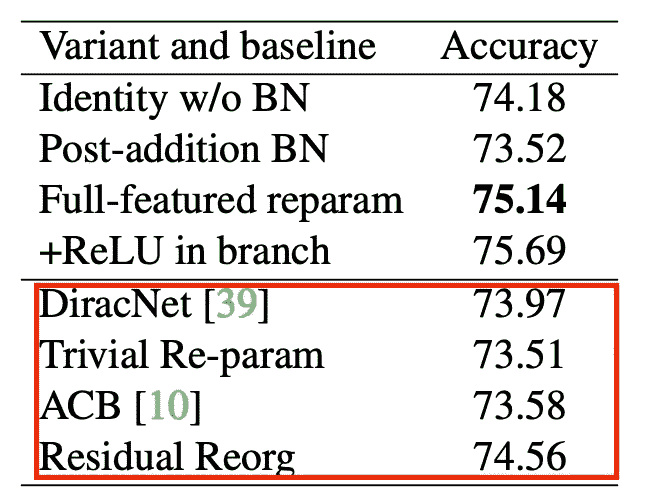 Variant and baseline Accuracy
Identity w/o BN 74.18
Post-addition BN 73.52
Full-featured reparam 75.14
+ReLU in branch 75.69
DiracNet [39] 73.97
Trivial Re-param 73.51
ACB [10] 73.58
Residual Reorg 74.56